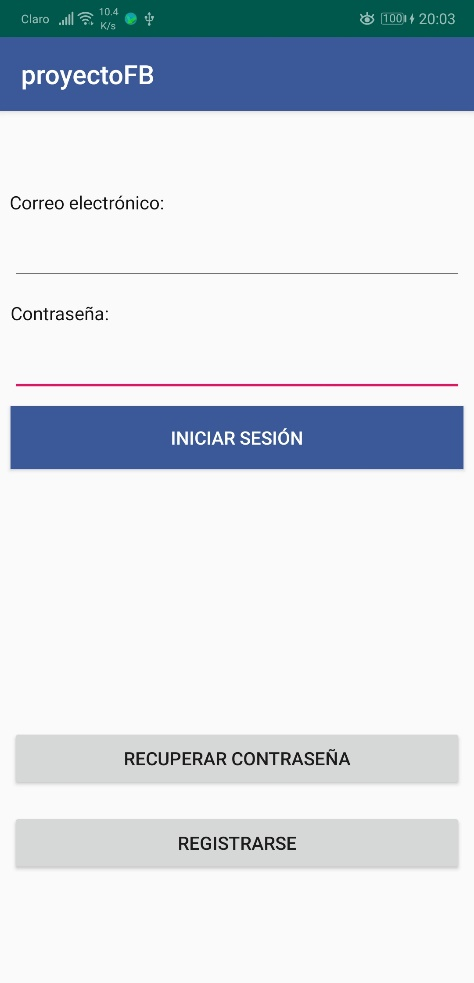 Claro 10.4 K/s 100 20:03
proyectoFB
Correo electrónico:
Contraseña:
INICIAR SESIÓN
RECUPERAR CONTRASEÑA
REGISTRARSE